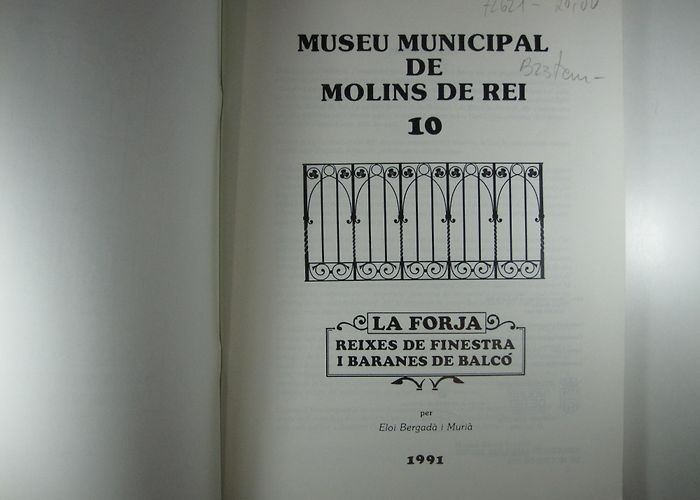 MUSEU MUNICIPAL
DE
MOLINS DE REI
10
LA FORJA
REIXES DE FINESTRA
I BARANES DE BALCÓ
per
Eloi Bergadà i Murià
1991